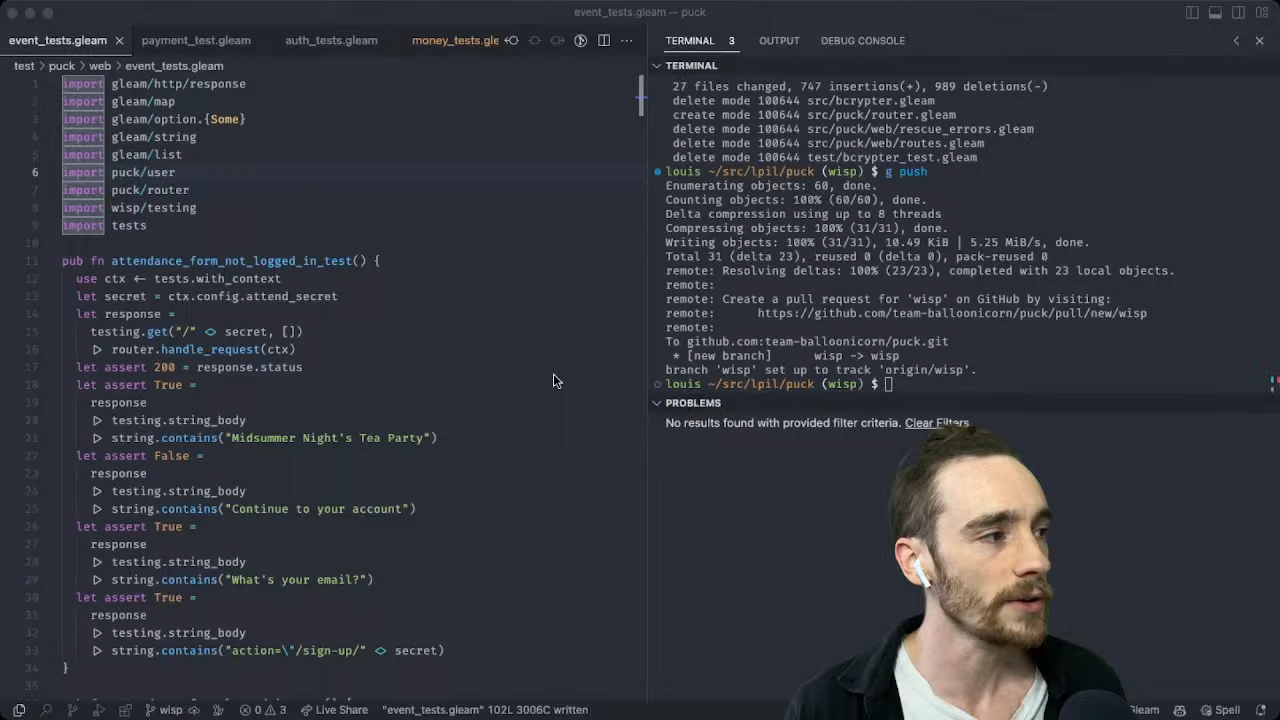 event_tests.gleam — puck
event_tests.gleam
payment_test.gleam
auth_tests.gleam
money_tests.gle
test > puck > web > event_tests.gleam
1 import gleam/http/response
2 import gleam/map
3 import gleam/option.{Some}
4 import gleam/string
5 import gleam/list
6 import puck/user
7 import puck/router
8 import wisp/testing
9 import tests
10
11 pub fn attendance_form_not_logged_in_test() {
12 use ctx <- tests.with_context
13 let secret = ctx.config.attend_secret
14 let response =
15 testing.get("/" <> secret, [])
16 |> router.handle_request(ctx)
17 let assert 200 = response.status
18 let assert True =
19 response
20 |> testing.string_body
21 |> string.contains("Midsummer Night's Tea Party")
22 let assert False =
23 response
24 |> testing.string_body
25 |> string.contains("Continue to your account")
26 let assert True =
27 response
28 |> testing.string_body
29 |> string.contains("What's your email?")
30 let assert True =
31 response
32 |> testing.string_body
33 |> string.contains("action=\"/sign-up/" <> secret)
34 }
35
TERMINAL 3 OUTPUT DEBUG CONSOLE
TERMINAL
27 files changed, 747 insertions(+), 989 deletions(-)
delete mode 100644 src/bcrypter.gleam
create mode 100644 src/puck/router.gleam
delete mode 100644 src/puck/web/rescue_errors.gleam
delete mode 100644 src/puck/web/routes.gleam
delete mode 100644 test/bcrypter_test.gleam
louis ~/src/lpil/puck (wisp) $ g push
Enumerating objects: 60, done.
Counting objects: 100% (60/60), done.
Delta compression using up to 8 threads
Compressing objects: 100% (31/31), done.
Writing objects: 100% (31/31), 10.49 KiB | 5.25 MiB/s, done.
Total 31 (delta 23), reused 0 (delta 0), pack-reused 0
remote: Resolving deltas: 100% (23/23), completed with 23 local objects.
remote:
remote: Create a pull request for 'wisp' on GitHub by visiting:
remote: https://github.com/team-balloonicorn/puck/pull/new/wisp
remote:
To github.com:team-balloonicorn/puck.git
* [new branch] wisp -> wisp
branch 'wisp' set up to track 'origin/wisp'.
louis ~/src/lpil/puck (wisp) $
PROBLEMS
No results found with provided filter criteria. Clear Filters
wisp
0 3
Live Share
"event_tests.gleam" 102L 3006C written
Gleam
Spell